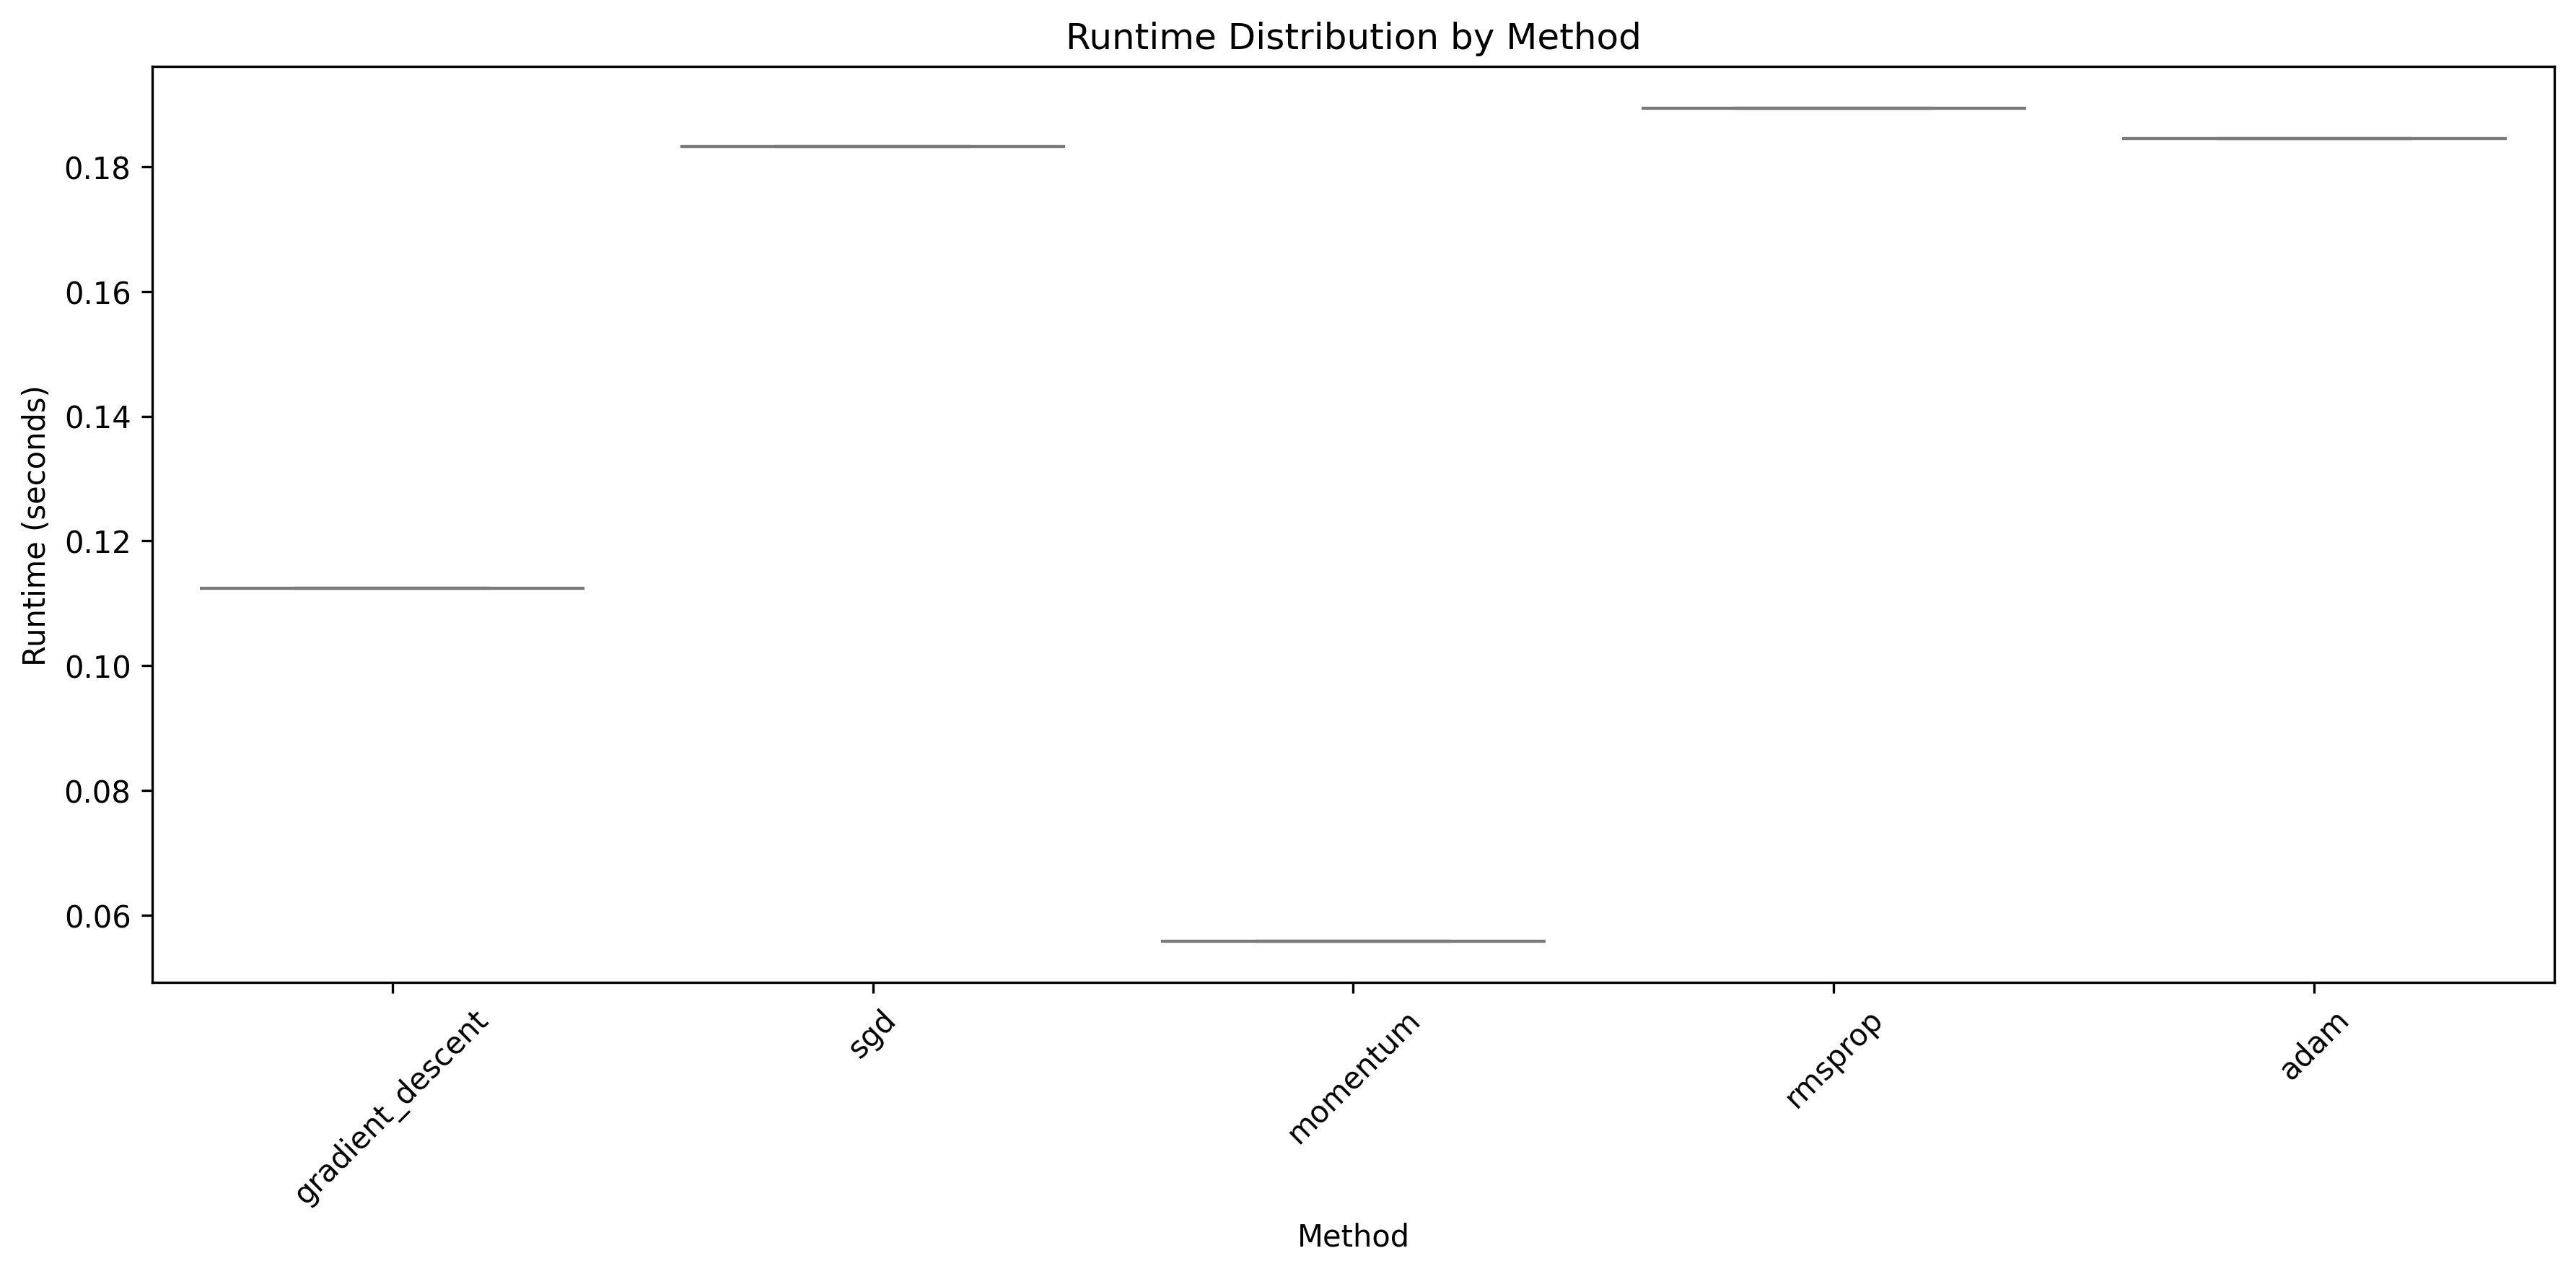 Runtime Distribution by Method
Runtime (seconds)
0.18
0.16
0.14
0.12
0.10
0.08
0.06
gradient_descent
sgd
momentum
rmsprop
adam
Method